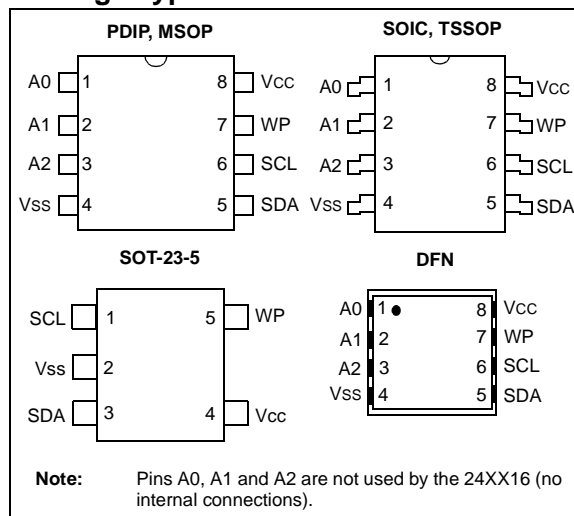 PDIP, MSOP
A0 1 8 VCC
A1 2 7 WP
A2 3 6 SCL
VSS 4 5 SDA
SOIC, TSSOP
A0 1 8 VCC
A1 2 7 WP
A2 3 6 SCL
VSS 4 5 SDA
SOT-23-5
SCL 1 5 WP
Vss 2
SDA 3 4 Vcc
DFN
A0 1 8 VCC
A1 2 7 WP
A2 3 6 SCL
VSS 4 5 SDA
Note: Pins A0, A1 and A2 are not used by the 24XX16 (no
internal connections).